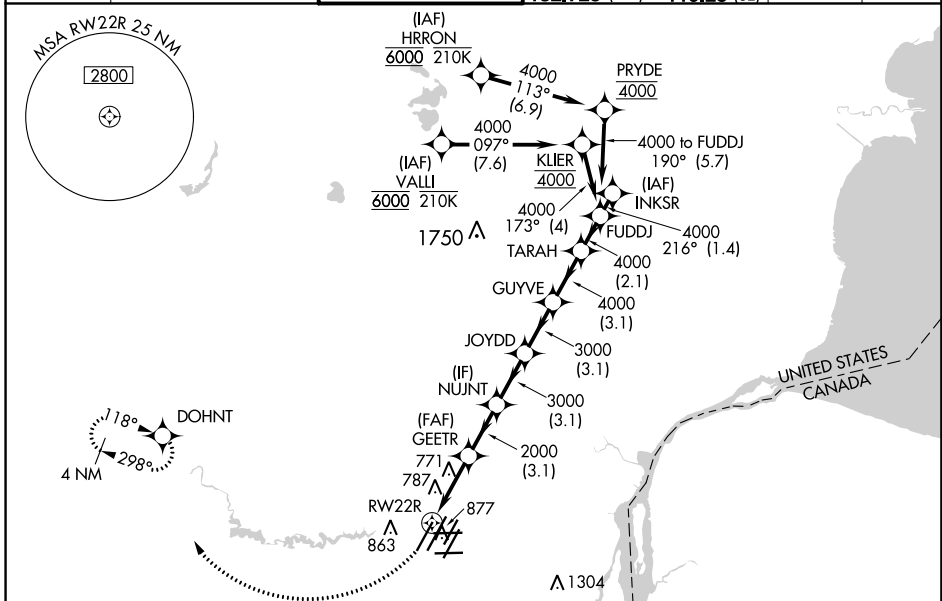 MSA RW22R 25 NM
2800
(IAF)
HRRON
6000 210K
4000
113°
(6.9)
PRYDE
4000
4000
097°
(7.6)
4000 to FUDDJ
190° (5.7)
(IAF)
VALLI
6000 210K
KLIER
4000
(IAF)
INKSR
4000
173° (4)
FUDDJ
4000
216° (1.4)
1750
TARAH
4000
(2.1)
GUYVE
4000
(3.1)
JOYDD
3000
(3.1)
UNITED STATES
CANADA
(IF)
NUJNT
3000
(3.1)
118°
DOHNT
298°
4 NM
(FAF)
GEETR
2000
(3.1)
771
787
RW22R
877
863
1304